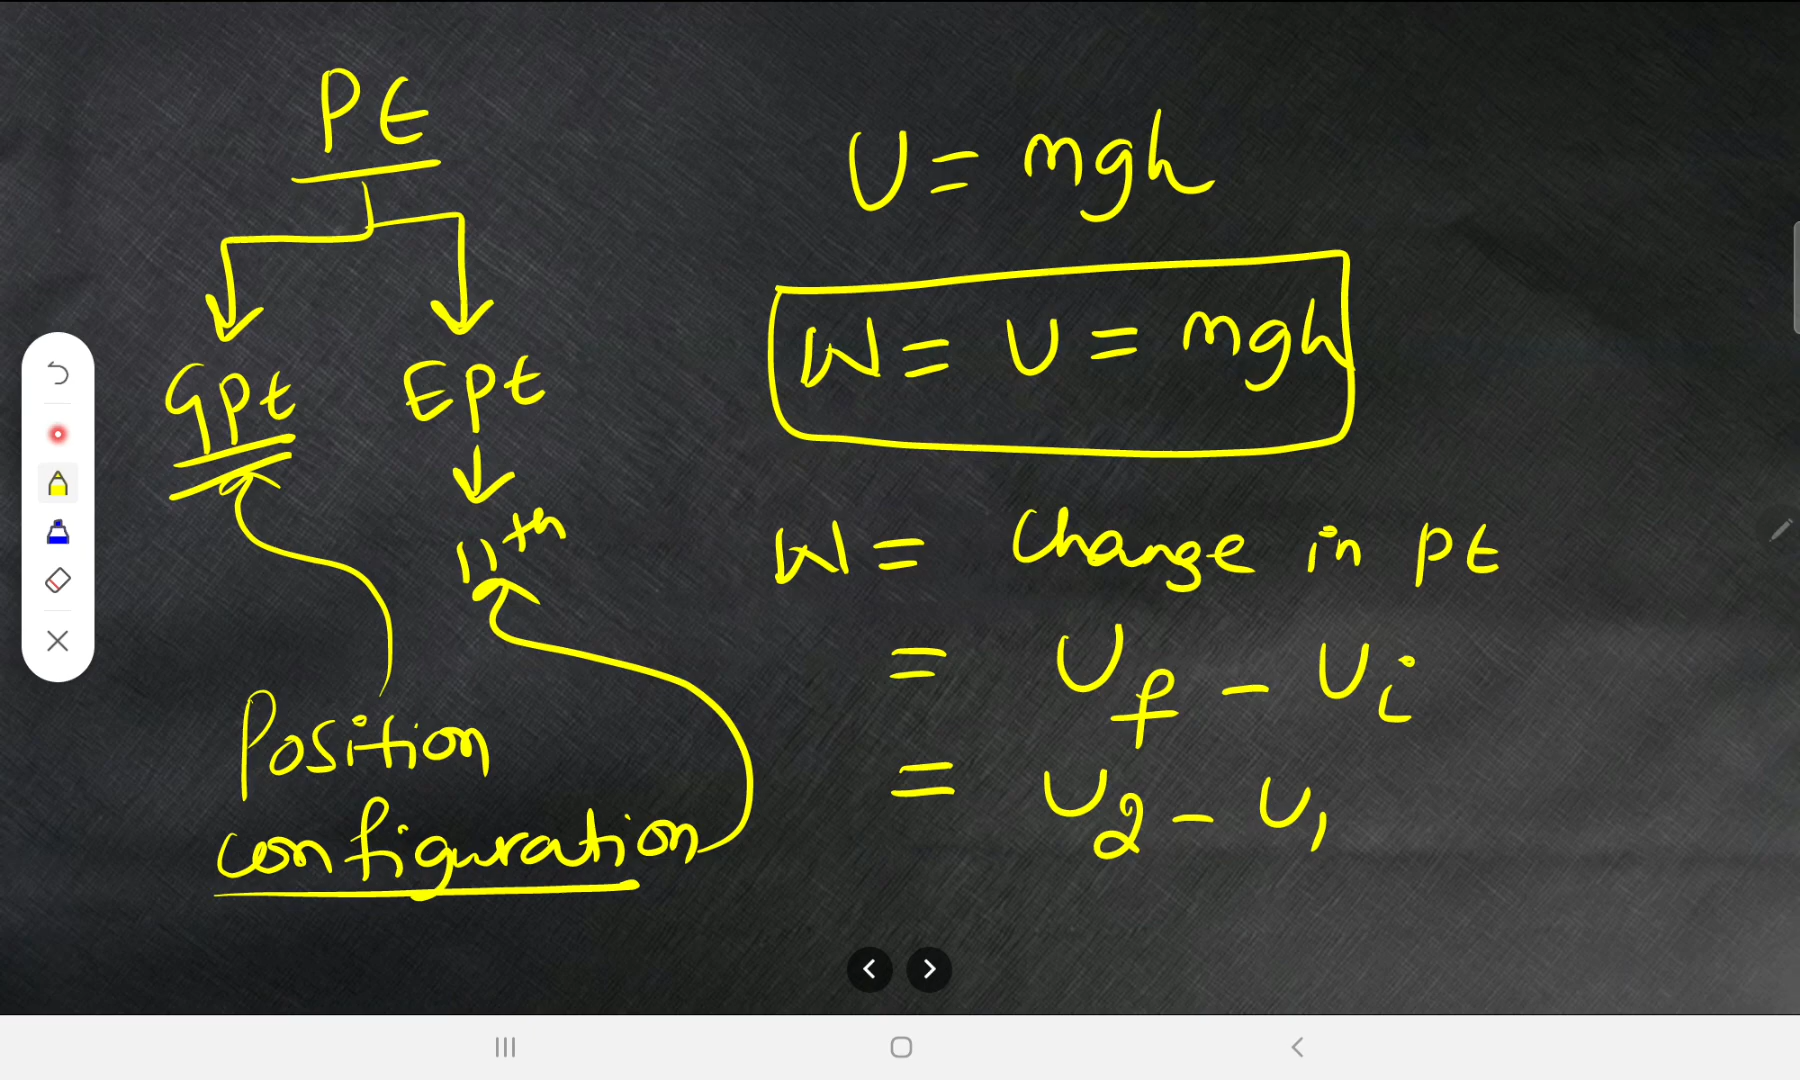 PE
GPE EPE
11th
Position
configuration
U = mgh
W = U = mgh
W = Change in PE
= Uf - Ui
= U2 - U1